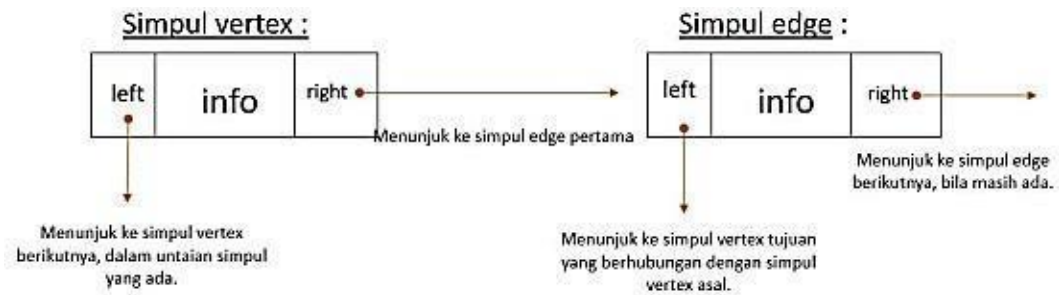 Simpul vertex :
left
info
right
Menunjuk ke simpul edge pertama
Menunjuk ke simpul vertex
berikutnya, dalam untaian simpul
yang ada.
Simpul edge :
left
info
right
Menunjuk ke simpul edge
berikutnya, bila masih ada.
Menunjuk ke simpul vertex tujuan
yang berhubungan dengan simpul
vertex asal.